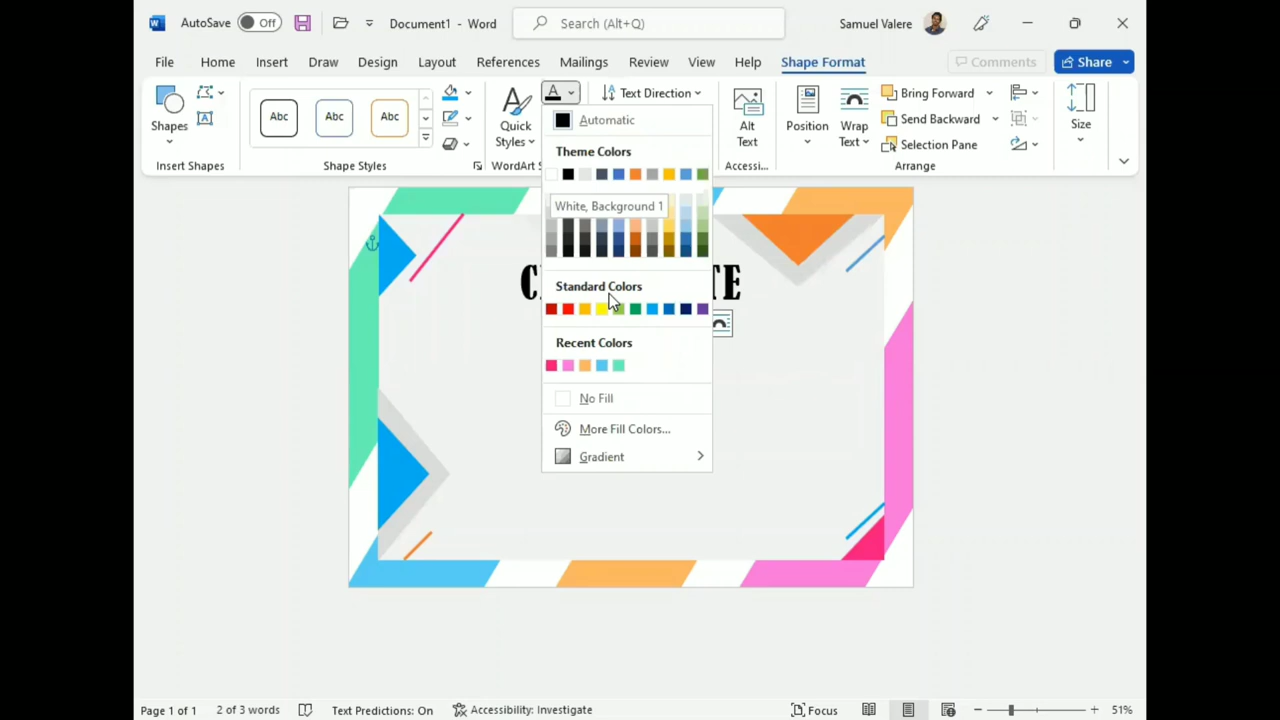 AutoSave Off Document1 - Word Search (Alt+Q) Samuel Valere
File Home Insert Draw Design Layout References Mailings Review View Help Shape Format Comments Share
Shapes
Insert Shapes
Abc Abc Abc
Shape Styles
Quick
Styles
WordArt S
A
Text Direction
Alt
Text
Accessi...
Position
Wrap
Text
Bring Forward
Send Backward
Selection Pane
Arrange
Size
Automatic
Theme Colors
White, Background 1
Standard Colors
Recent Colors
No Fill
More Fill Colors...
Gradient
TE
Page 1 of 1 2 of 3 words Text Predictions: On Accessibility: Investigate Focus 51%